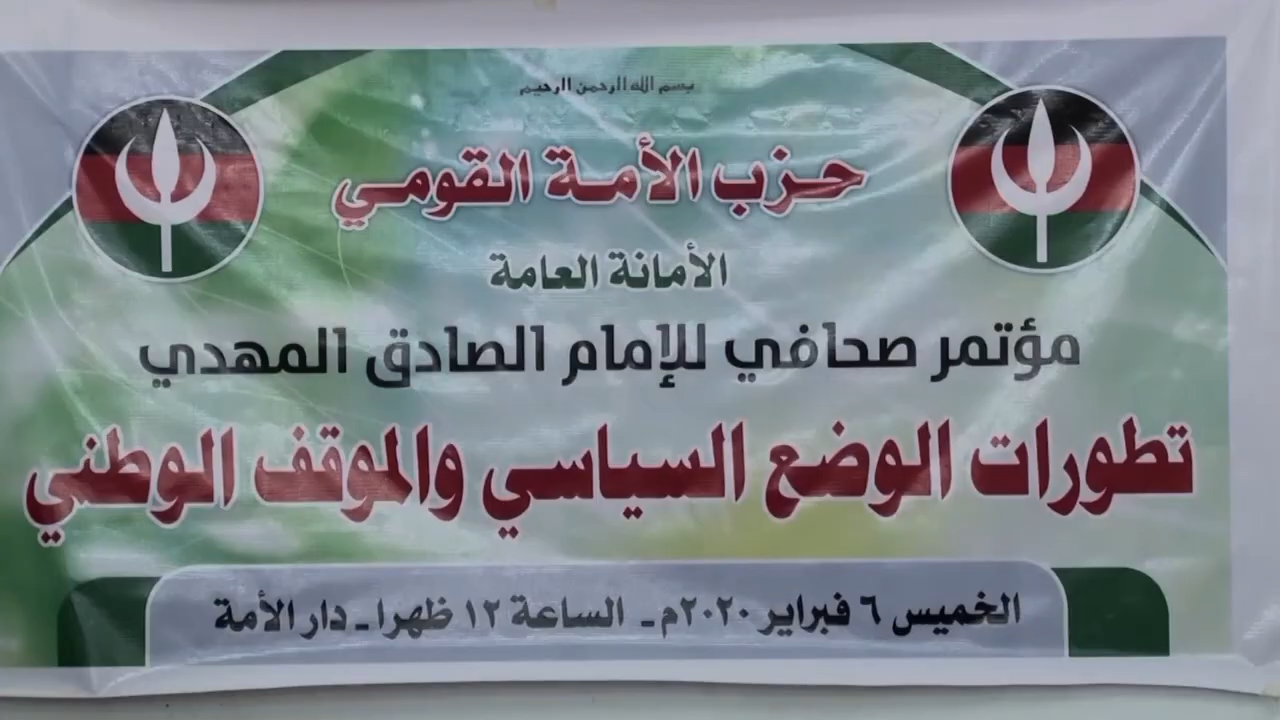 بسم الله الرحمن الرحيم
حزب الأمة القومي
الأمانة العامة
مؤتمر صحافي للإمام الصادق المهدي
تطورات الوضع السياسي والموقف الوطني
الخميس ٦ فبراير ٢٠٢٠م - الساعة ١٢ ظهرا - دار الأمة